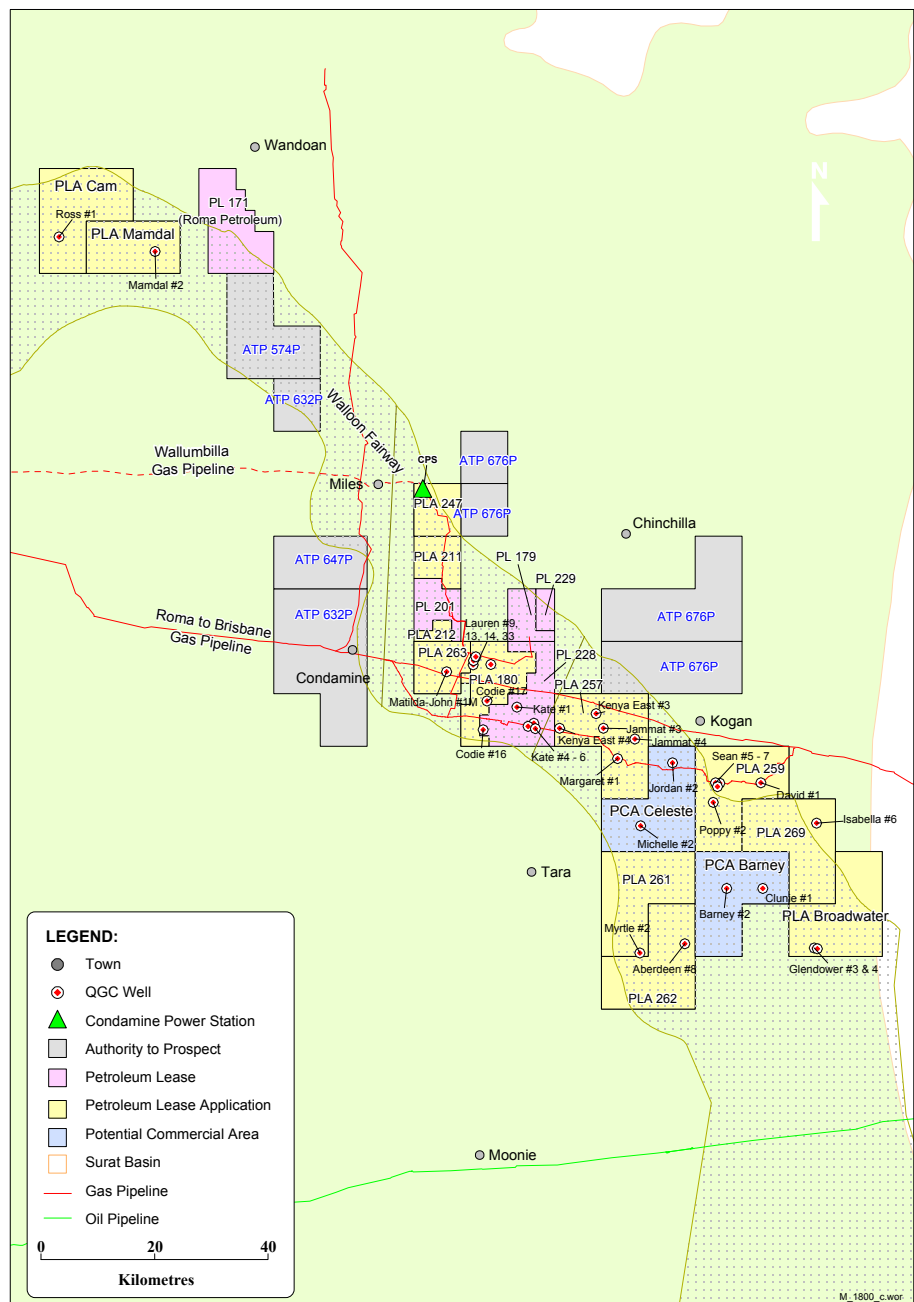 Wandoan
N
PLA Cam
PL 171
(Roma Petroleum)
Ross #1
PLA Mamdal
Mamdal #2
ATP 574P
ATP 632P
Walloon Fairway
Wallumbilla
Gas Pipeline
CPS
ATP 676P
Miles
PLA 247
ATP 676P
Chinchilla
PLA 211
PL 179
ATP 647P
PL 229
PL 201
ATP 632P
ATP 676P
Roma to Brisbane
Gas Pipeline
Lauren #9,
13, 14, 33
PLA 212
PLA 263
PL 228
Condamine
PLA 180
PLA 257
ATP 676P
Matilda-John #1M
Codie #17
Kate #1
Kenya East #3
Kogan
Jammat #3
Kenya East #4
Jammat #4
Codie #16
Kate #4 - 6
Sean #5 - 7
Margaret #1
PLA 259
Jordan #2
David #1
PCA Celeste
Poppy #2
Isabella #6
PLA 269
Michelle #2
PCA Barney
Tara
PLA 261
Clunie #1
Barney #2
PLA Broadwater
Myrtle #2
Aberdeen #8
Glendower #3 & 4
PLA 262
LEGEND:
Town
QGC Well
Condamine Power Station
Authority to Prospect
Petroleum Lease
Petroleum Lease Application
Potential Commercial Area
Surat Basin
Gas Pipeline
Oil Pipeline
0 20 40
Kilometres
Moonie
M_1800_c.wor